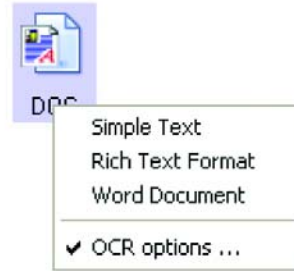 DOC
Simple Text
Rich Text Format
Word Document
✔ OCR options ...